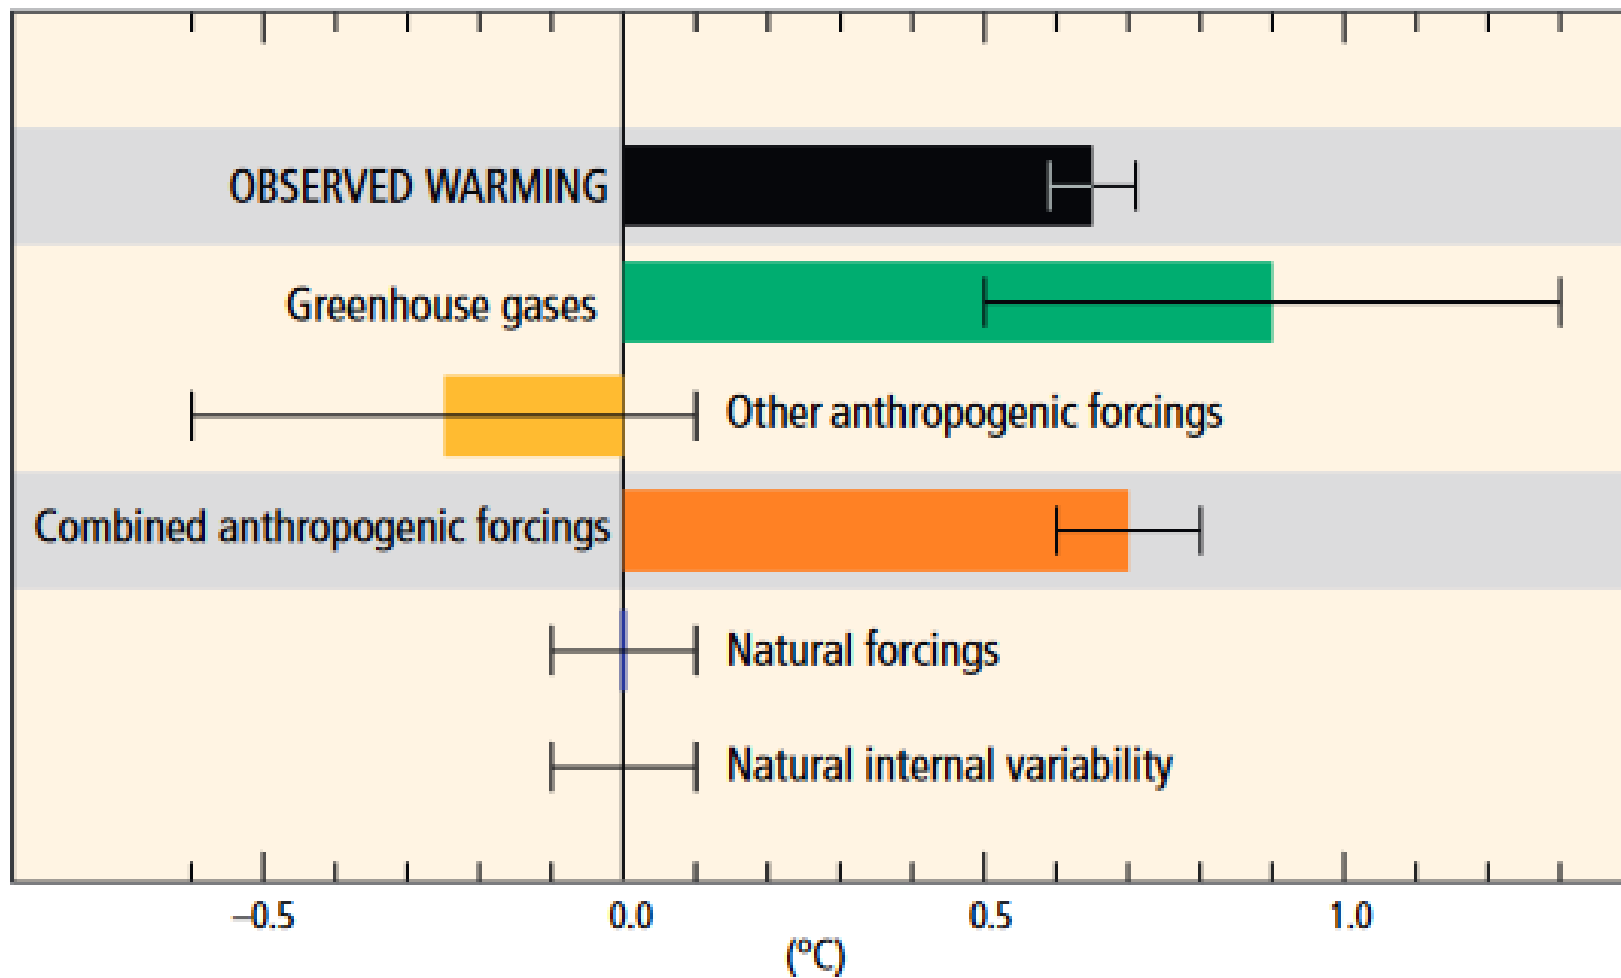 OBSERVED WARMING
Greenhouse gases
Other anthropogenic forcings
Combined anthropogenic forcings
Natural forcings
Natural internal variability
–0.5 0.0 0.5 1.0
(°C)